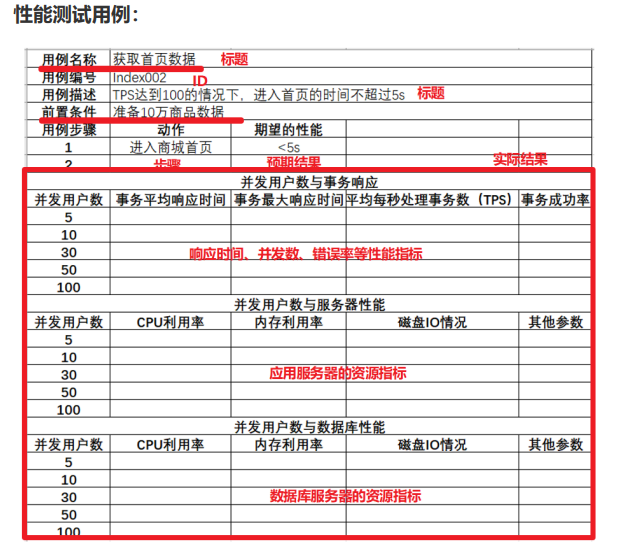 性能测试用例：
用例名称 获取首页数据 标题
用例编号 Index002 ID
用例描述 TPS达到100的情况下，进入首页的时间不超过5s 标题
前置条件 准备10万商品数据
用例步骤 动作 期望的性能
1 进入商城首页 <5s
2 步骤 预期结果 实际结果
并发用户数与事务响应
并发用户数 事务平均响应时间 事务最大响应时间 平均每秒处理事务数（TPS） 事务成功率
5
10
30 响应时间、并发数、错误率等性能指标
50
100
并发用户数与服务器性能
并发用户数 CPU利用率 内存利用率 磁盘IO情况 其他参数
5
10
30 应用服务器的资源指标
50
100
并发用户数与数据库性能
并发用户数 CPU利用率 内存利用率 磁盘IO情况 其他参数
5
10
30 数据库服务器的资源指标
50
100